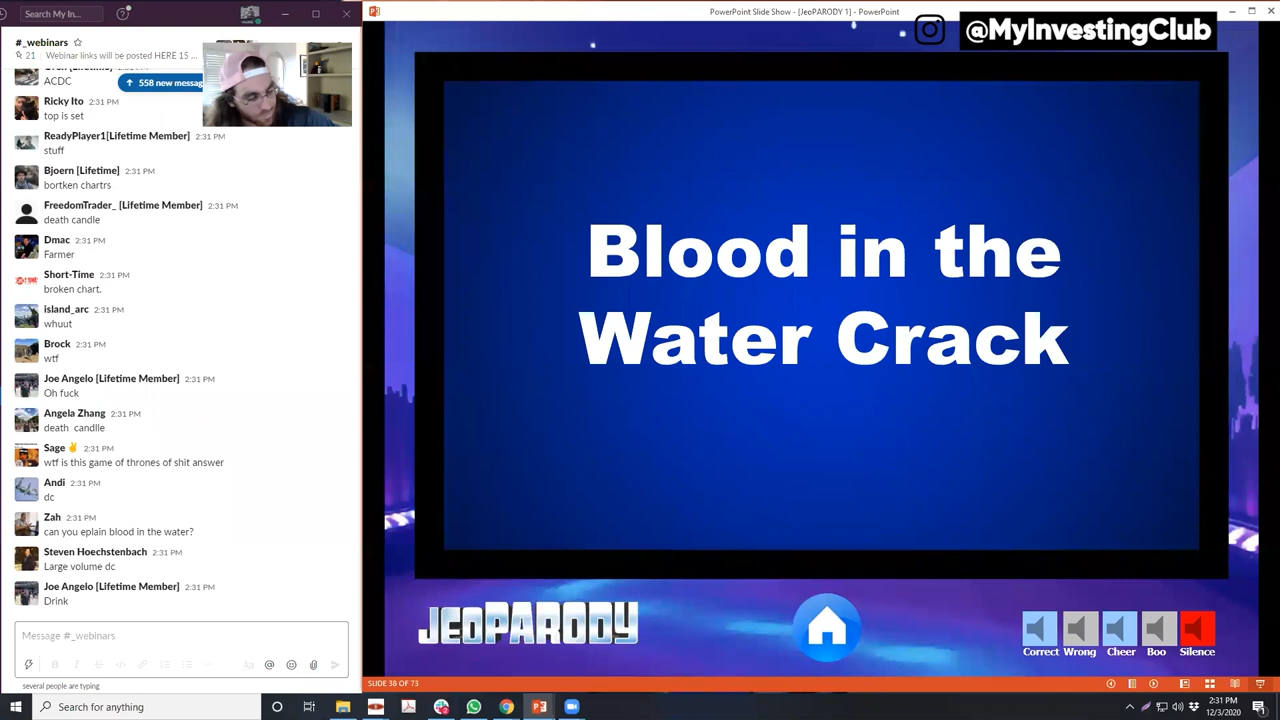 Search My In...
#_webinars
21 Webinar links will be posted HERE 15 ...
ACDC
558 new messag
Ricky Ito 2:31 PM
top is set
ReadyPlayer1[Lifetime Member] 2:31 PM
stuff
Bjoern [Lifetime] 2:31 PM
bortken chartrs
FreedomTrader_ [Lifetime Member] 2:31 PM
death candle
Dmac 2:31 PM
Farmer
Short-Time 2:31 PM
broken chart.
island_arc 2:31 PM
whuut
Brock 2:31 PM
wtf
Joe Angelo [Lifetime Member] 2:31 PM
Oh fuck
Angela Zhang 2:31 PM
death candlle
Sage ✌ 2:31 PM
wtf is this game of thrones of shit answer
Andi 2:31 PM
dc
Zah 2:31 PM
can you eplain blood in the water?
Steven Hoechstenbach 2:31 PM
Large volume dc
Joe Angelo [Lifetime Member] 2:31 PM
Drink
Message #_webinars
several people are typing
PowerPoint Slide Show - [JeoPARODY 1] - PowerPoint
@MyInvestingClub
Blood in the
Water Crack
JEOPARODY
Correct Wrong Cheer Boo Silence
SLIDE 38 OF 73
Search for anything
2:31 PM
12/3/2020